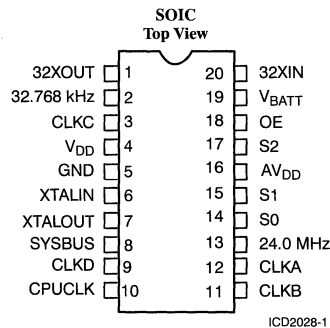 SOIC
Top View
32XOUT 1 20 32XIN
32.768 kHz 2 19 VBATT
CLKC 3 18 OE
VDD 4 17 S2
GND 5 16 AVDD
XTALIN 6 15 S1
XTALOUT 7 14 S0
SYSBUS 8 13 24.0 MHz
CLKD 9 12 CLKA
CPUCLK 10 11 CLKB
ICD2028-1